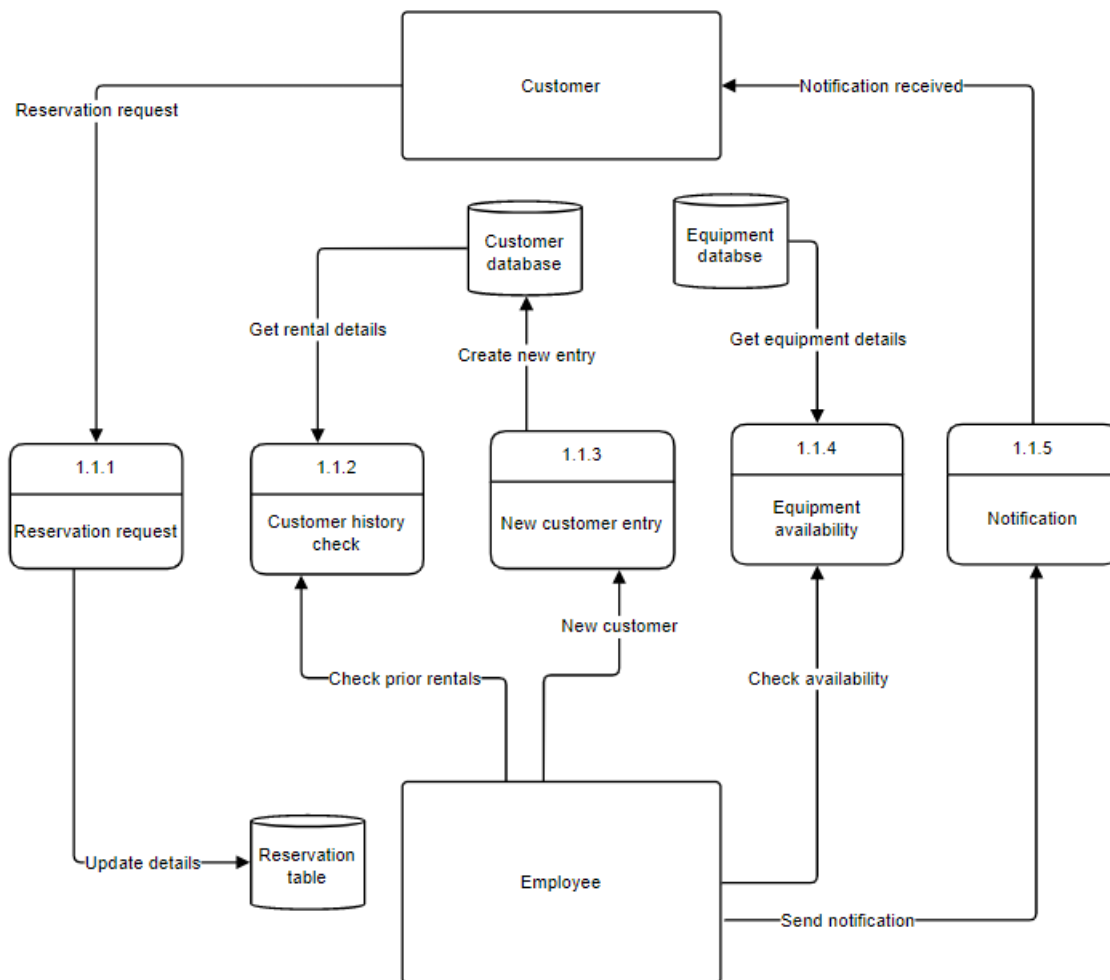 Customer
Notification received
Reservation request
Customer
database
Equipment
databse
Get rental details
Get equipment details
Create new entry
1.1.1
Reservation request
1.1.2
Customer history
check
1.1.3
New customer entry
1.1.4
Equipment
availability
1.1.5
Notification
New customer
Check prior rentals
Check availability
Update details
Reservation
table
Employee
Send notification